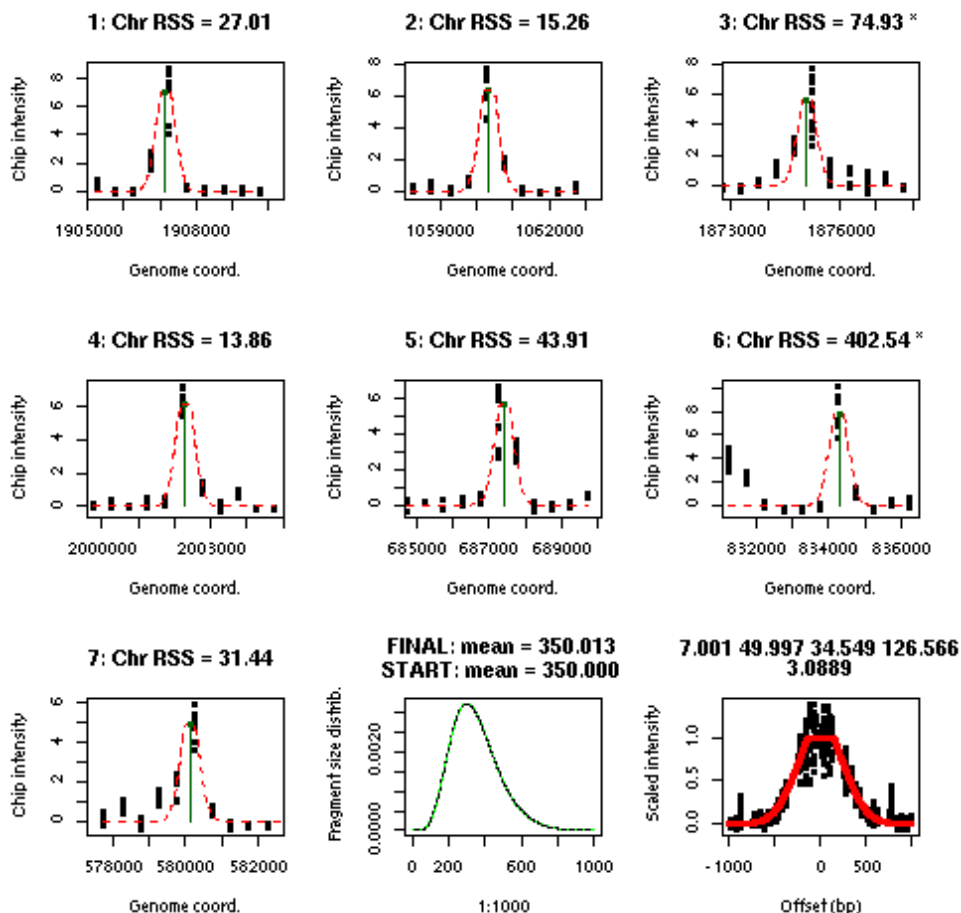 1: Chr RSS = 27.01
2: Chr RSS = 15.26
3: Chr RSS = 74.93 *
Chip intensity
8
6
4
2
0
1905000 1908000
Genome coord.
Chip intensity
8
6
4
2
0
1059000 1062000
Genome coord.
Chip intensity
8
6
4
2
0
1873000 1876000
Genome coord.
4: Chr RSS = 13.86
5: Chr RSS = 43.91
6: Chr RSS = 402.54 *
Chip intensity
6
4
2
0
2000000 2003000
Genome coord.
Chip intensity
6
4
2
0
685000 687000 689000
Genome coord.
Chip intensity
8
6
4
2
0
832000 834000 836000
Genome coord.
7: Chr RSS = 31.44
FINAL: mean = 350.013
START: mean = 350.000
7.001 49.997 34.549 126.566
3.0889
Chip intensity
6
4
2
0
578000 580000 582000
Genome coord.
Fragment size distrib.
0.0020
0.0000
0 200 600 1000
1:1000
Scaled intensity
1.0
0.5
0.0
-1000 0 500
Offset (bp)